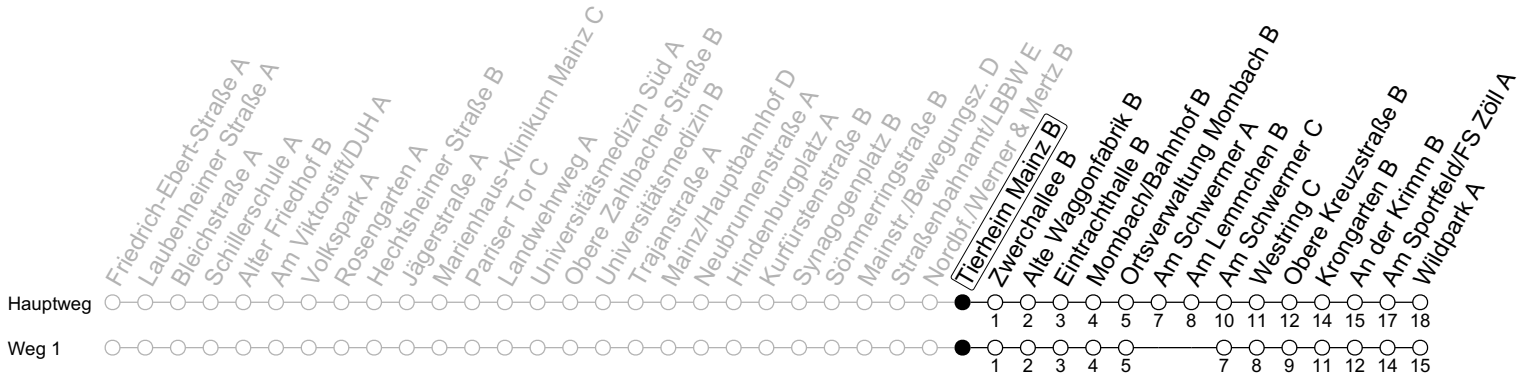 Friedrich-Ebert-Straße A
Laubenheimer Straße A
Bleichstraße A
Schillerschule A
Alter Friedhof B
Am Viktorstift/DJH A
Volkspark A
Rosengarten A
Hechtsheimer Straße B
Jägerstraße A
Marienhaus-Klinikum Mainz C
Pariser Tor C
Landwehrweg A
Universitätsmedizin Süd A
Obere Zahlbacher Straße B
Universitätsmedizin B
Trajanstraße A
Mainz/Hauptbahnhof D
Neubrunnenstraße A
Hindenburgplatz A
Kurfürstenstraße B
Synagogenplatz B
Sömmerringstraße B
Mainstr./Bewegungsz. D
Straßenbahnamt/LBBW E
Nordbf./Werner & Mertz B
Tierheim Mainz B
Zwerchallee B
Alte Waggonfabrik B
Eintrachthalle B
Mombach/Bahnhof B
Ortsverwaltung Mombach B
Am Schwermer A
Am Lemmchen B
Am Schwermer C
Westring C
Obere Kreuzstraße B
Krongarten B
An der Krimm B
Am Sportfeld/FS Zöll A
Wildpark A
Hauptweg
1 2 3 4 5 7 8 10 11 12 14 15 17 18
Weg 1
1 2 3 4 5 7 8 9 11 12 14 15